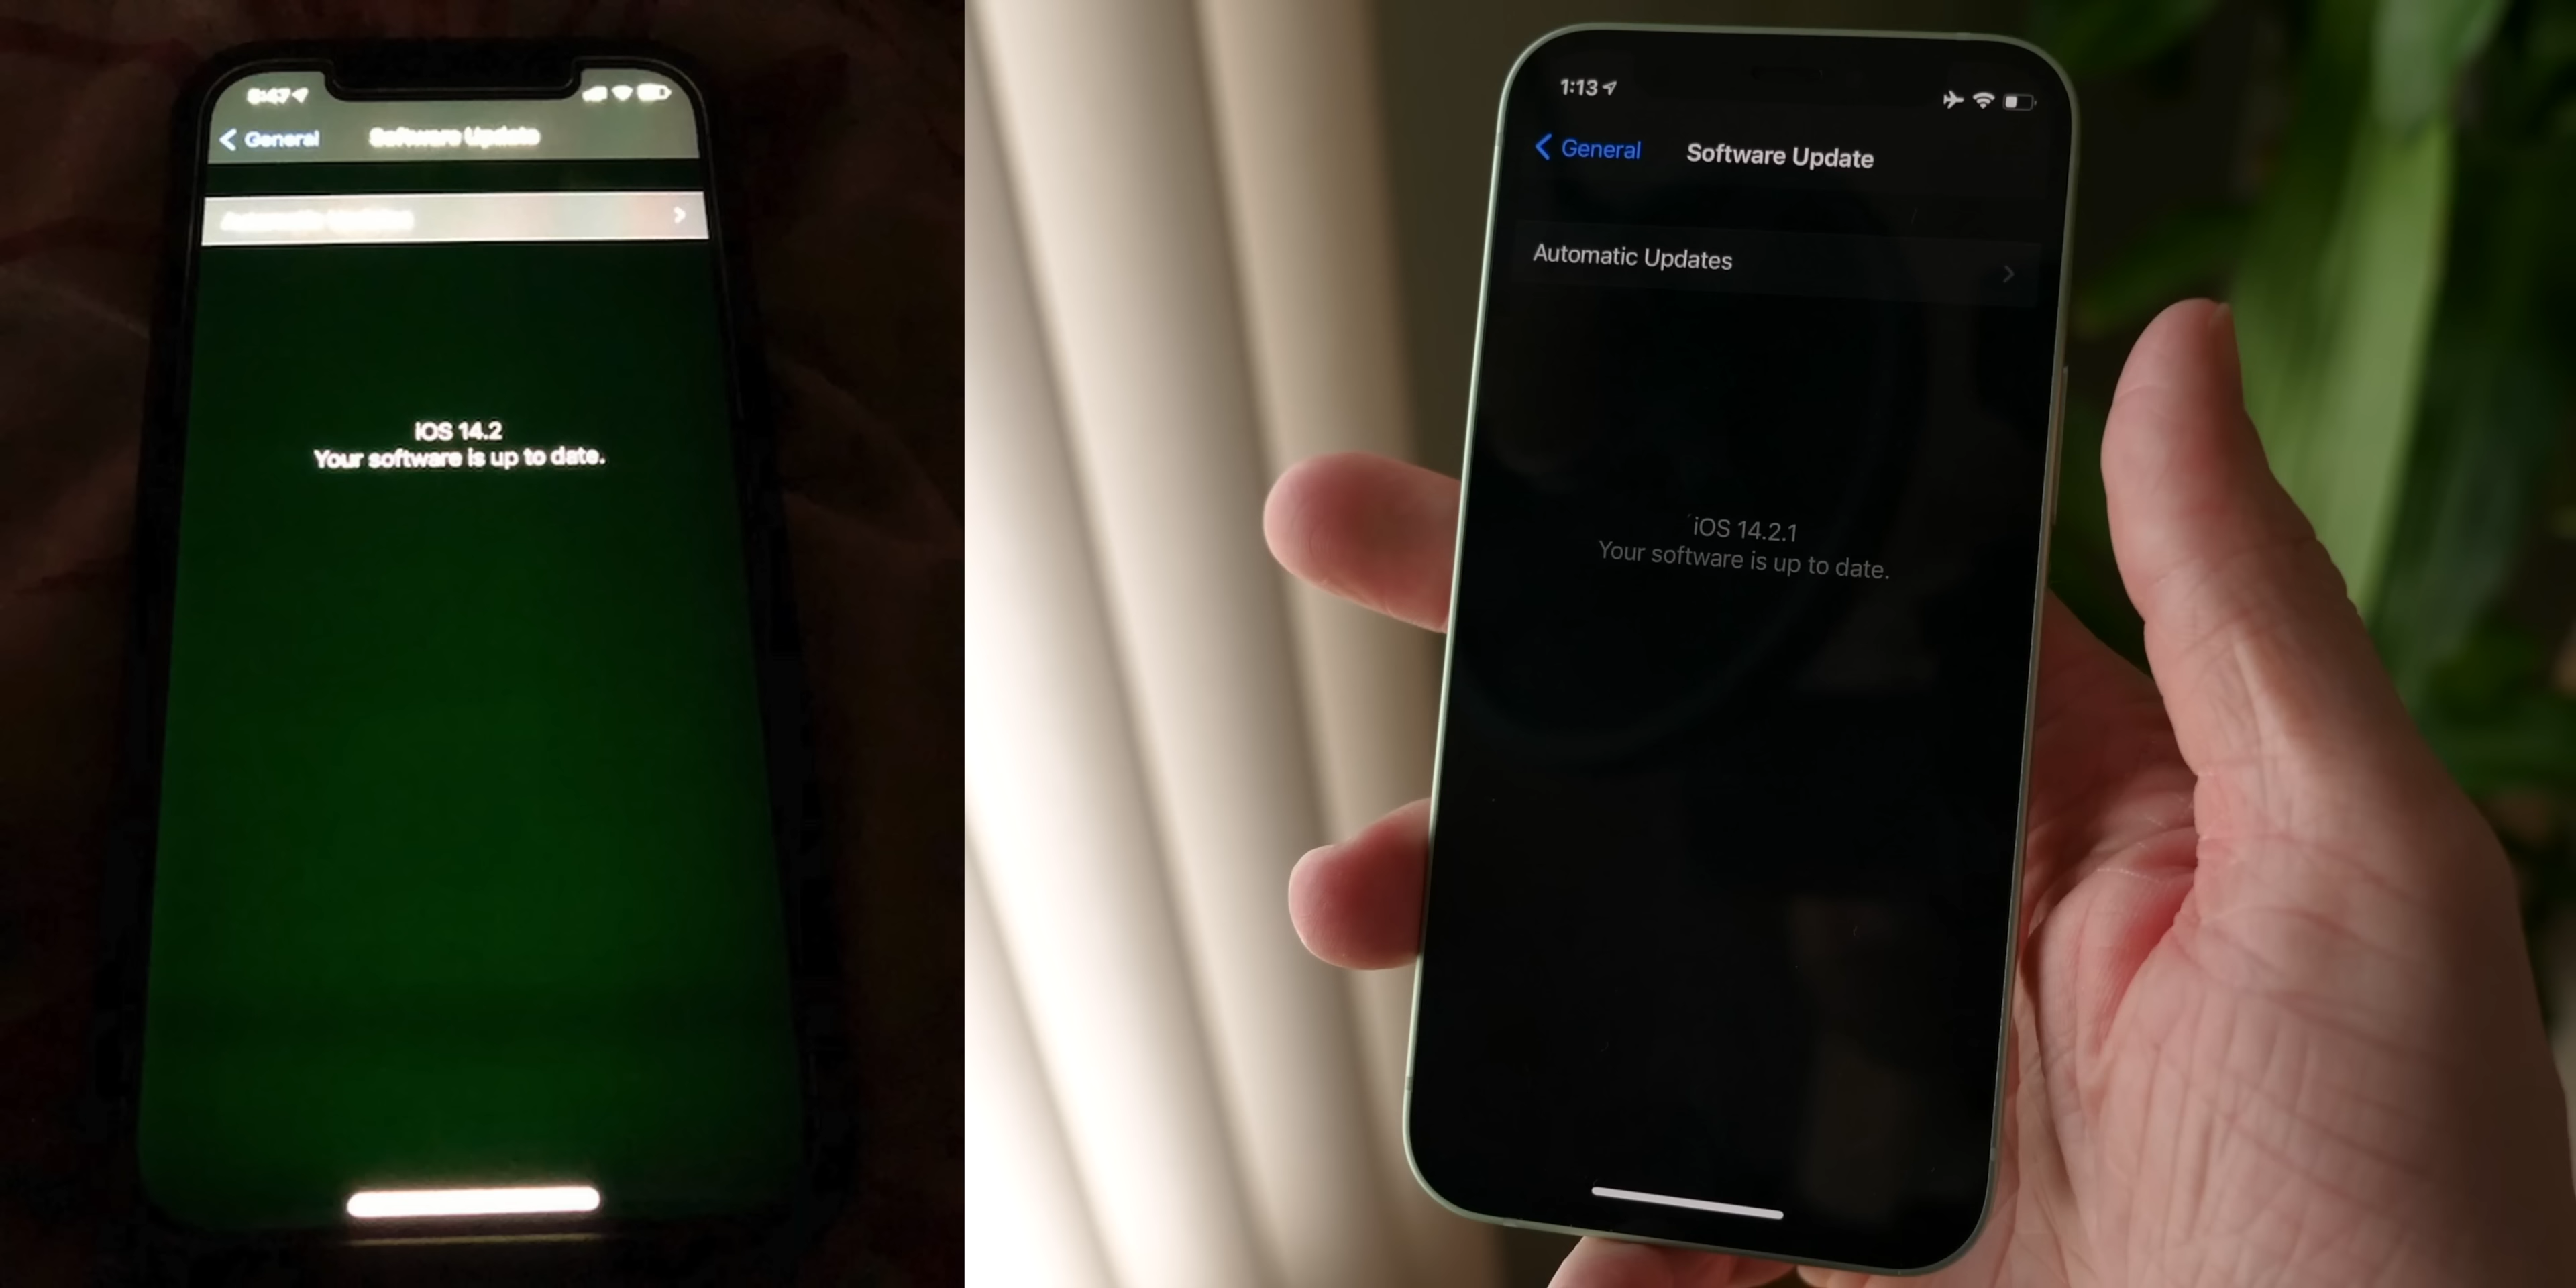 General
Software Update
iOS 14.2
Your software is up to date.
1:13
General
Software Update
Automatic Updates
iOS 14.2.1
Your software is up to date.